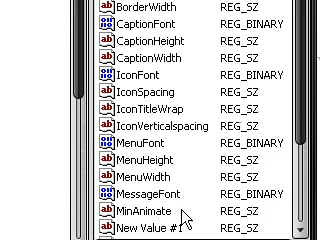 BorderWidth REG_SZ
CaptionFont REG_BINARY
CaptionHeight REG_SZ
CaptionWidth REG_SZ
IconFont REG_BINARY
IconSpacing REG_SZ
IconTitleWrap REG_SZ
IconVerticalspacing REG_SZ
MenuFont REG_BINARY
MenuHeight REG_SZ
MenuWidth REG_SZ
MessageFont REG_BINARY
MinAnimate REG_SZ
New Value #1 REG_SZ